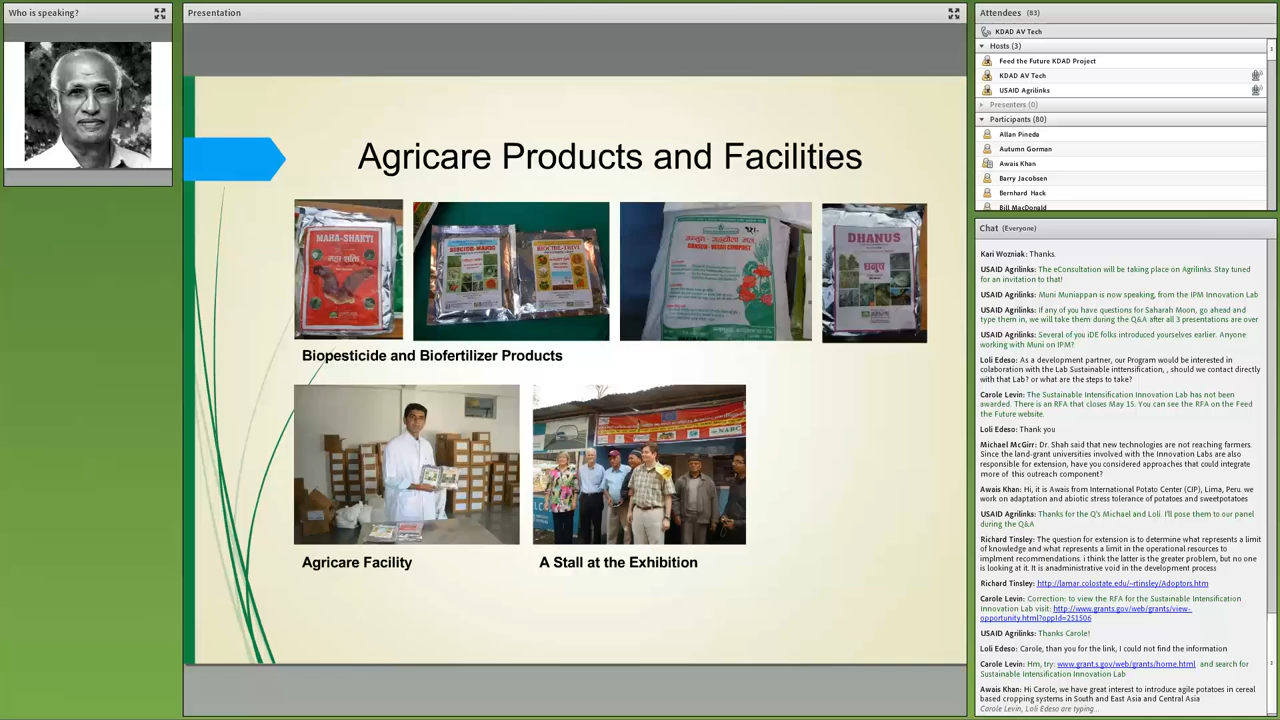 Who is speaking?
Presentation
Agricare Products and Facilities
MAHA-SHAKTI
महा शक्ति
DHANUS
धनुष
Biopesticide and Biofertilizer Products
NARC
Agricare Facility
A Stall at the Exhibition
Attendees (83)
KDAD AV Tech
Hosts (3)
Feed the Future KDAD Project
KDAD AV Tech
USAID Agrilinks
Presenters (0)
Participants (80)
Allan Pineda
Autumn Gorman
Awais Khan
Barry Jacobsen
Bernhard Hack
Bill MacDonald
Chat (Everyone)
Kari Wozniak: Thanks.
USAID Agrilinks: The eConsultation will be taking place on Agrilinks. Stay tuned
for an invitation to that!
USAID Agrilinks: Muni Muniappan is now speaking, from the IPM Innovation Lab
USAID Agrilinks: If any of you have questions for Saharah Moon, go ahead and
type them in, we will take them during the Q&A after all 3 presentations are over
USAID Agrilinks: Several of you iDE folks introduced yourselves earlier. Anyone
working with Muni on IPM?
Loli Edeso: As a development partner, our Program would be interested in
colaboration with the Lab Sustainable inttensification, , should we contact directly
with that Lab? or what are the steps to take?
Carole Levin: The Sustainable Intensification Innovation Lab has not been
awarded. There is an RFA that closes May 15. You can see the RFA on the Feed
the Future website.
Loli Edeso: Thank you
Michael McGirr: Dr. Shah said that new technologies are not reaching farmers.
Since the land-grant universities involved with the Innovation Labs are also
responsible for extension, have you considered approaches that could integrate
more of this outreach component?
Awais Khan: Hi, it is Awais from International Potato Center (CIP), Lima, Peru. we
work on adaptation and abiotic stress tolerance of potatoes and sweetpotatoes
USAID Agrilinks: Thanks for the Q's Michael and Loli. I'll pose them to our panel
during the Q&A
Richard Tinsley: The question for extension is to determine what represents a limit
of knowledge and what represents a limit in the operational resources to
implment recommendations. i think the latter is the greater problem, but no one
is looking at it. It is anadministrative void in the development process
Richard Tinsley: http://lamar.colostate.edu/~rtinsley/Adoptors.htm
Carole Levin: Correction: to view the RFA for the Sustainable Intensification
Innovation Lab visit: http://www.grants.gov/web/grants/view-
opportunity.html?oppId=251506
USAID Agrilinks: Thanks Carole!
Loli Edeso: Carole, than you for the link, I could not find the information
Carole Levin: Hm, try: www.grant.s.gov/web/grants/home.html and search for
Sustainable Intensification Innovation Lab
Awais Khan: Hi Carole, we have great interest to introduce agile potatoes in cereal
based cropping systems in South and East Asia and Central Asia
Carole Levin, Loli Edeso are typing...